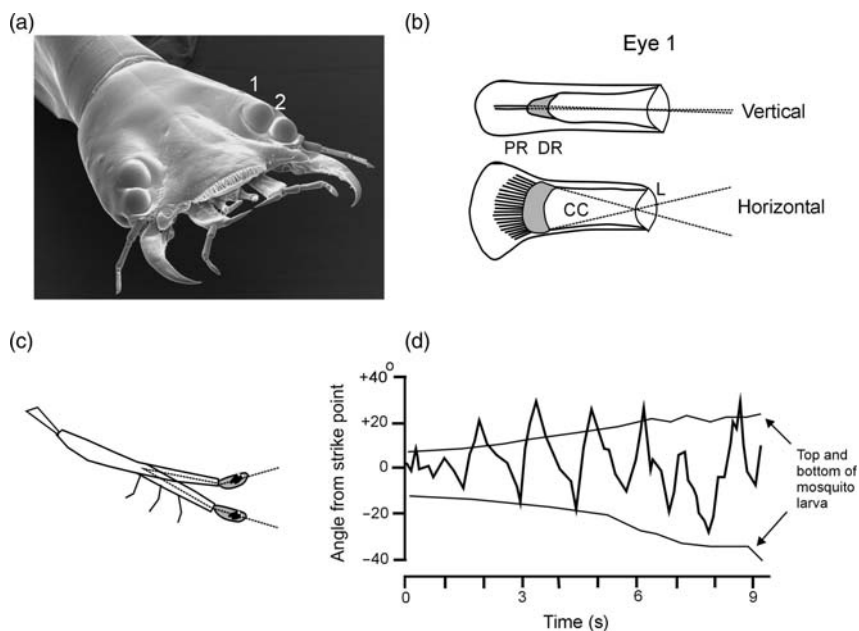 (a)
1
2
(b)
Eye 1
Vertical
PR DR
L
CC
Horizontal
(c)
(d)
Angle from strike point
+40°
+20
0
−20
−40
Top and
bottom of
mosquito
larva
0 3 6 9
Time (s)